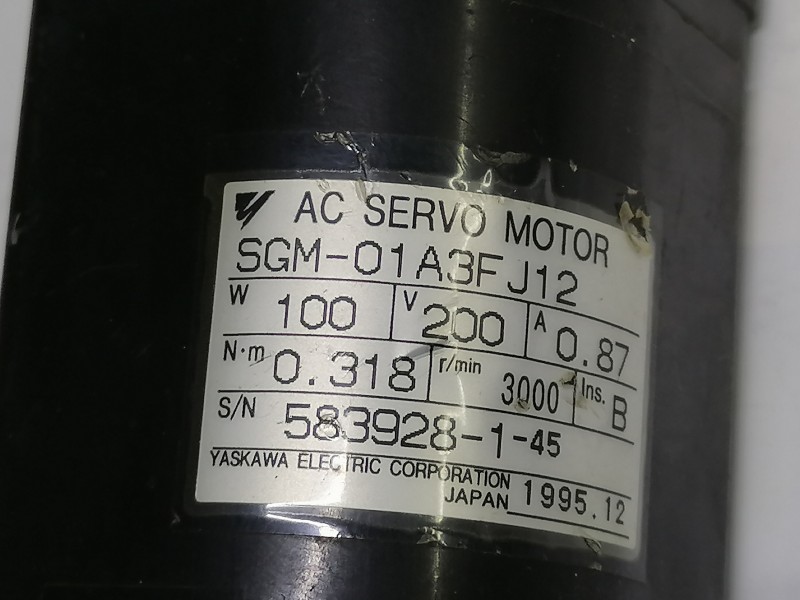 AC SERVO MOTOR
SGM-01A3FJ12
W 100 V 200 A 0.87
N·m 0.318 r/min 3000 Ins. B
S/N 583928-1-45
YASKAWA ELECTRIC CORPORATION
JAPAN 1995.12